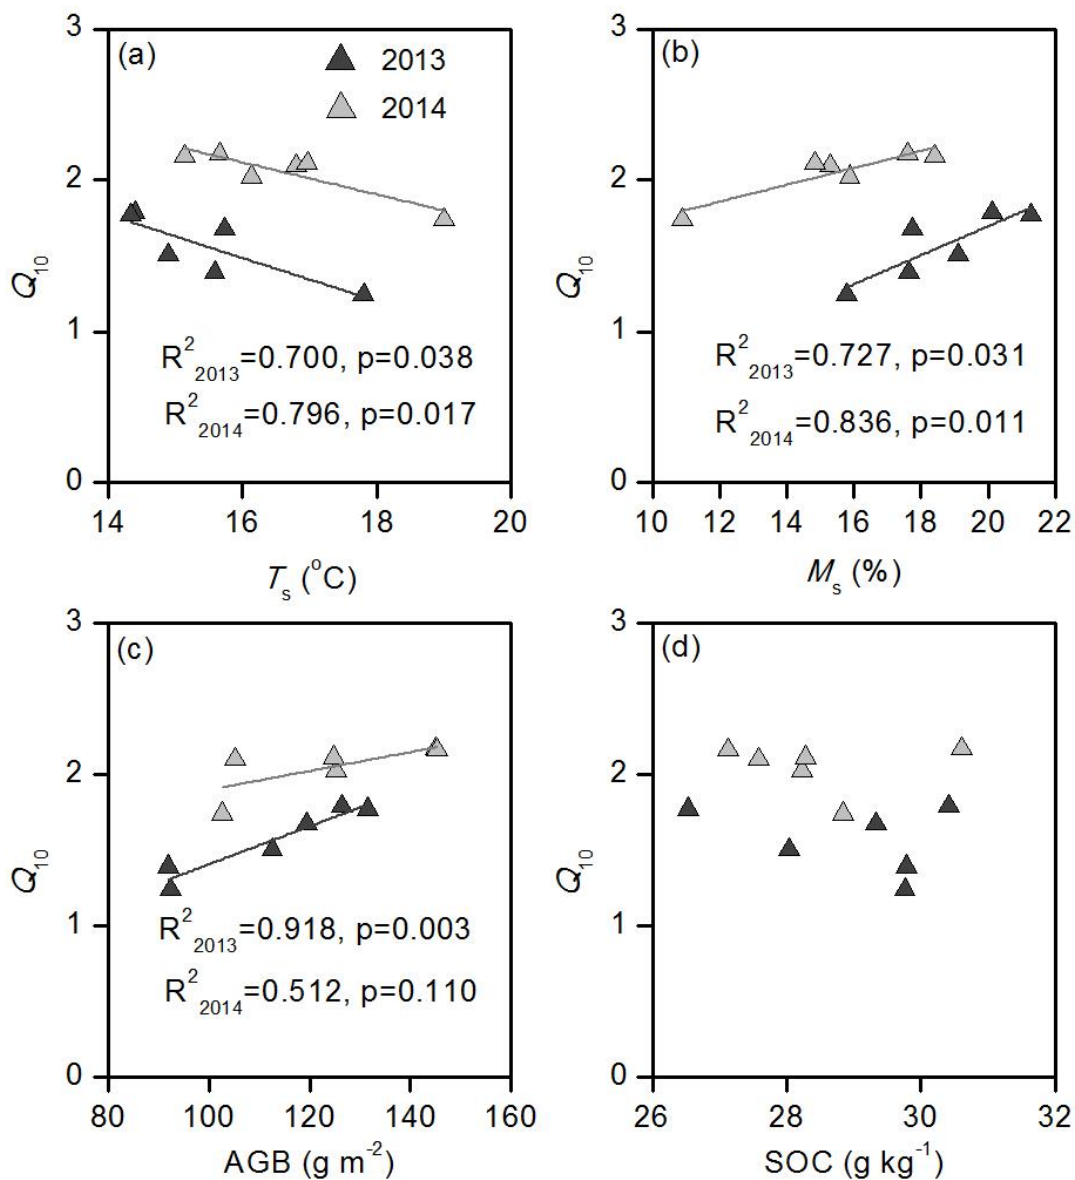 3
(a)
2013
2014
2
Q10
1
R²2013=0.700, p=0.038
R²2014=0.796, p=0.017
0
14 16 18 20
Ts (°C)
3
(b)
2
Q10
1
R²2013=0.727, p=0.031
R²2014=0.836, p=0.011
0
10 12 14 16 18 20 22
Ms (%)
3
(c)
2
Q10
1
R²2013=0.918, p=0.003
R²2014=0.512, p=0.110
0
80 100 120 140 160
AGB (g m⁻²)
3
(d)
2
Q10
1
0
26 28 30 32
SOC (g kg⁻¹)